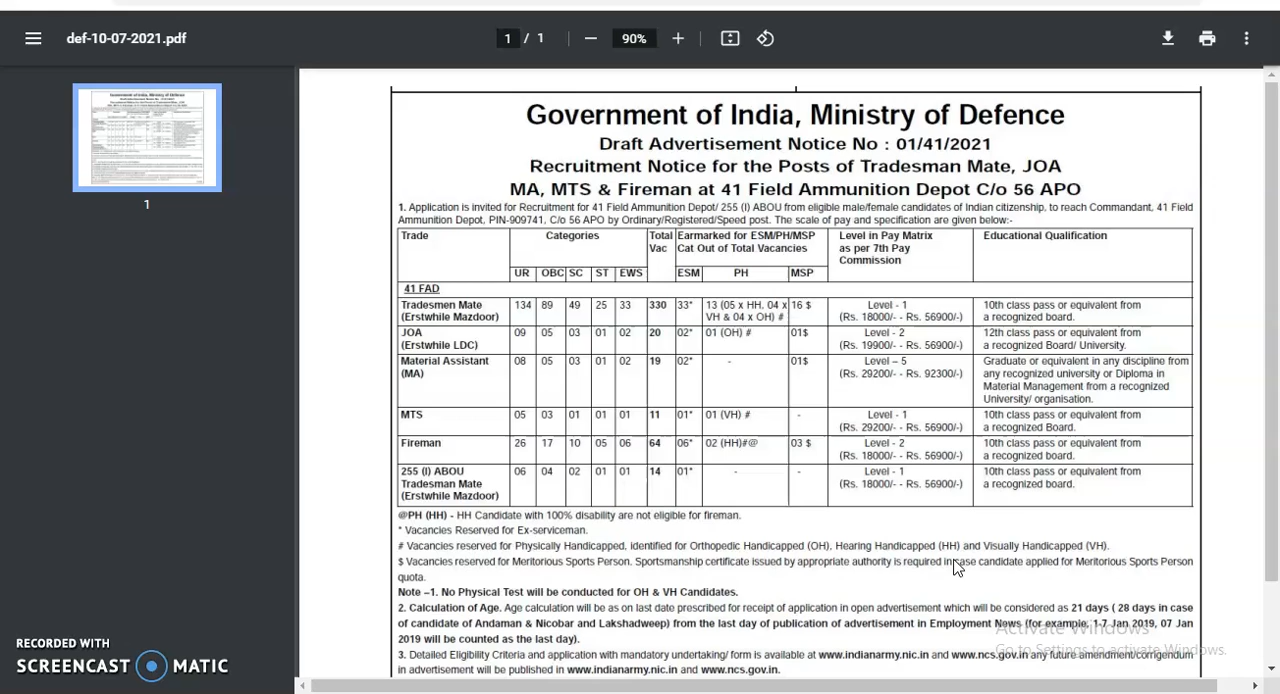 def-10-07-2021.pdf
1 / 1
90%
1
Government of India, Ministry of Defence
Draft Advertisement Notice No : 01/41/2021
Recruitment Notice for the Posts of Tradesman Mate, JOA
MA, MTS & Fireman at 41 Field Ammunition Depot C/o 56 APO
1. Application is invited for Recruitment for 41 Field Ammunition Depot/ 255 (I) ABOU from eligible male/female candidates of Indian citizenship, to reach Commandant, 41 Field
Ammunition Depot, PIN-909741, C/o 56 APO by Ordinary/Registered/Speed post. The scale of pay and specification are given below:-
Trade Categories Total Vac Earmarked for ESM/PH/MSP Cat Out of Total Vacancies Level in Pay Matrix as per 7th Pay Commission Educational Qualification
UR OBC SC ST EWS ESM PH MSP
41 FAD
Tradesmen Mate 134 89 49 25 33 330 33* 13 (05 x HH, 04 x 16 $ Level - 1 10th class pass or equivalent from
(Erstwhile Mazdoor) VH & 04 x OH) # (Rs. 18000/- - Rs. 56900/-) a recognized board.
JOA 09 05 03 01 02 20 02* 01 (OH) # 01$ Level - 2 12th class pass or equivalent from
(Erstwhile LDC) (Rs. 19900/- - Rs. 56900/-) a recognized Board/ University.
Material Assistant 08 05 03 01 02 19 02* - 01$ Level – 5 Graduate or equivalent in any discipline from
(MA) (Rs. 29200/- - Rs. 92300/-) any recognized university or Diploma in
Material Management from a recognized
University/ organisation.
MTS 05 03 01 01 01 11 01* 01 (VH) # - Level - 1 10th class pass or equivalent from
(Rs. 29200/- - Rs. 56900/-) a recognized Board.
Fireman 26 17 10 05 06 64 06* 02 (HH)#@ 03 $ Level - 2 10th class pass or equivalent from
(Rs. 18000/- - Rs. 56900/-) a recognized board.
255 (I) ABOU 06 04 02 01 01 14 01* - - Level - 1 10th class pass or equivalent from
Tradesman Mate (Rs. 18000/- - Rs. 56900/-) a recognized board.
(Erstwhile Mazdoor)
@PH (HH) - HH Candidate with 100% disability are not eligible for fireman.
* Vacancies Reserved for Ex-serviceman.
# Vacancies reserved for Physically Handicapped, identified for Orthopedic Handicapped (OH), Hearing Handicapped (HH) and Visually Handicapped (VH).
$ Vacancies reserved for Meritorious Sports Person, Sportsmanship certificate issued by appropriate authority is required in case candidate applied for Meritorious Sports Person
quota.
Note –1. No Physical Test will be conducted for OH & VH Candidates.
2. Calculation of Age. Age calculation will be as on last date prescribed for receipt of application in open advertisement which will be considered as 21 days ( 28 days in case
of candidate of Andaman & Nicobar and Lakshadweep) from the last day of publication of advertisement in Employment News (for example: 1-7 Jan 2019, 07 Jan
2019 will be counted as the last day).
3. Detailed Eligibility Criteria and application with mandatory undertaking/ form is available at www.indianarmy.nic.in and www.ncs.gov.in any future amendment/corrigendum
in advertisement will be published in www.indianarmy.nic.in and www.ncs.gov.in.
Activate Windows
Go to Settings to activate Windows.
RECORDED WITH
SCREENCAST MATIC